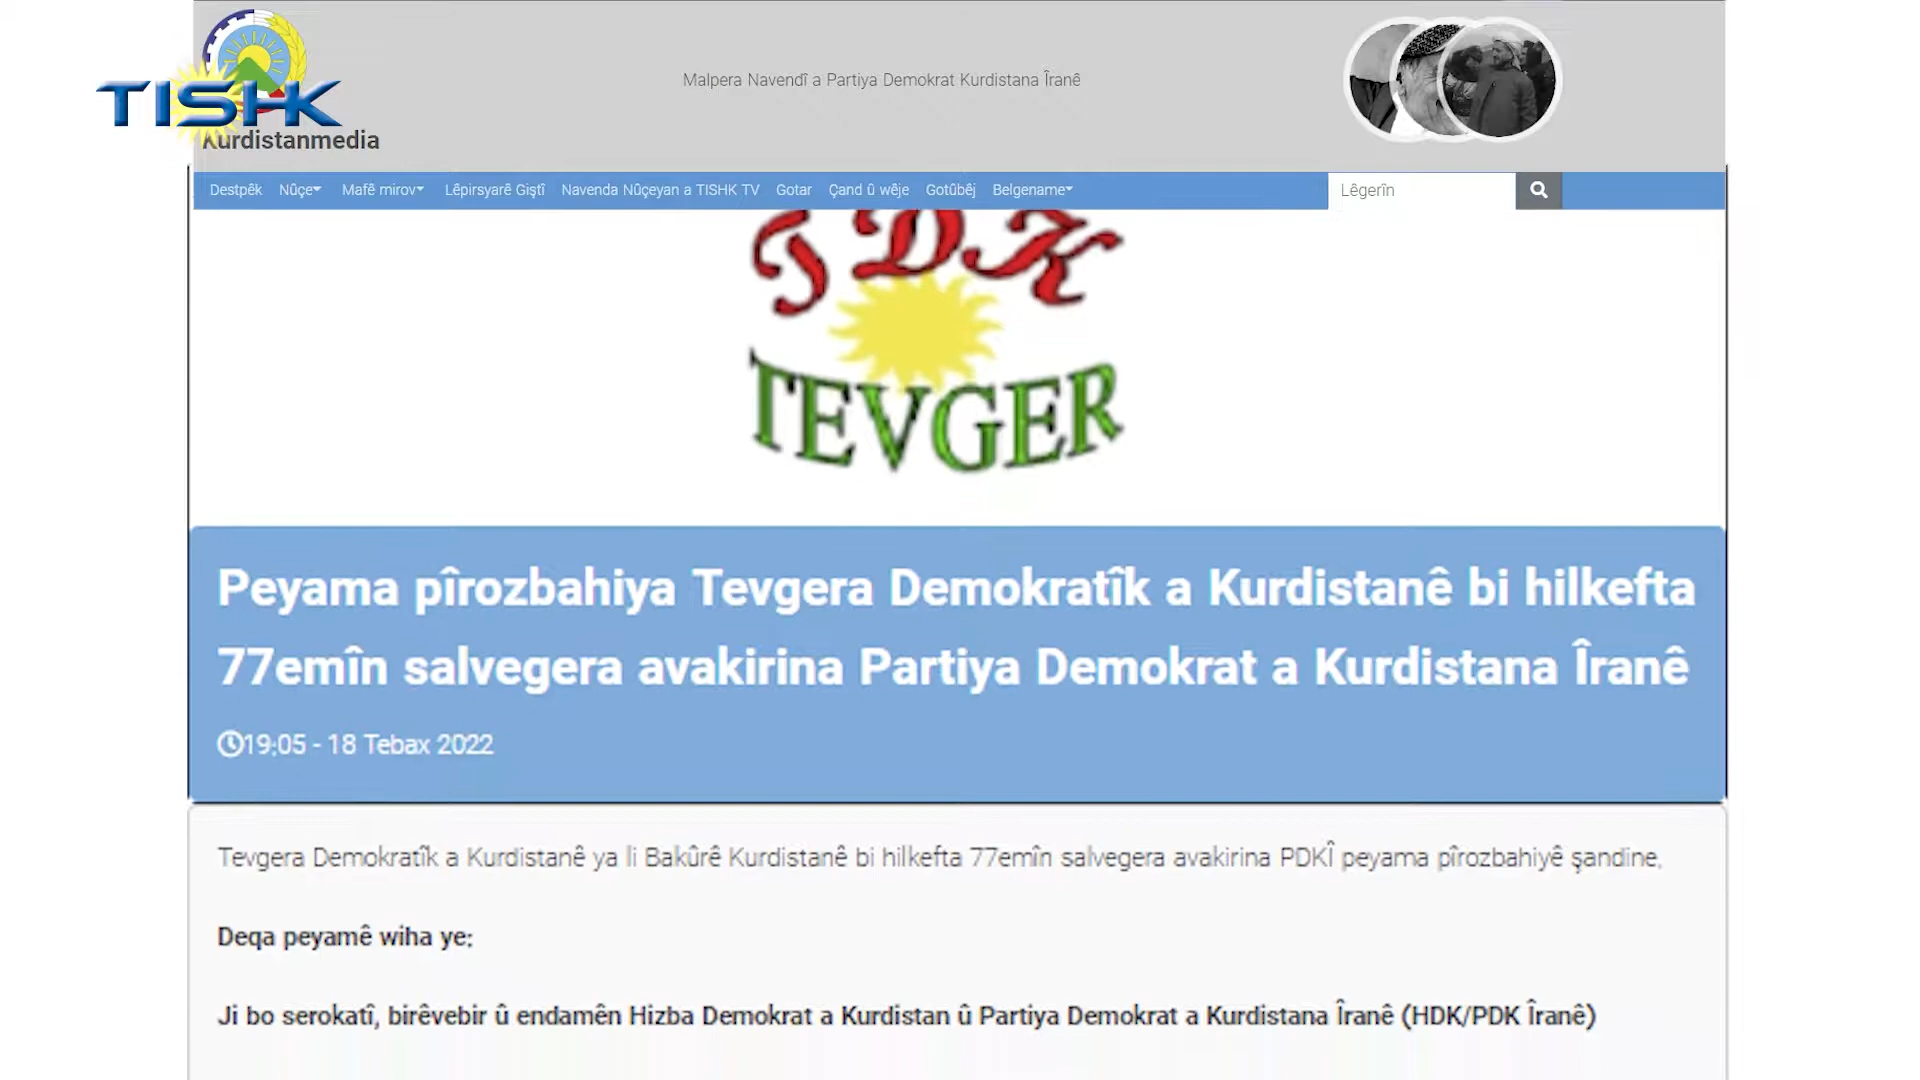 TISHK
Kurdistanmedia
Malpera Navendî a Partiya Demokrat Kurdistana Îranê
Destpêk Nûçe Mafê mirov Lêpirsyarê Giştî Navenda Nûçeyan a TISHK TV Gotar Çand û wêje Gotûbêj Belgename Lêgerîn
TDK
TEVGER
Peyama pîrozbahiya Tevgera Demokratîk a Kurdistanê bi hilkefta
77emîn salvegera avakirina Partiya Demokrat a Kurdistana Îranê
19:05 - 18 Tebax 2022
Tevgera Demokratîk a Kurdistanê ya li Bakûrê Kurdistanê bi hilkefta 77emîn salvegera avakirina PDKÎ peyama pîrozbahiyê şandine.
Deqa peyamê wiha ye:
Ji bo serokatî, birêvebir û endamên Hizba Demokrat a Kurdistan û Partiya Demokrat a Kurdistana Îranê (HDK/PDK Îranê)